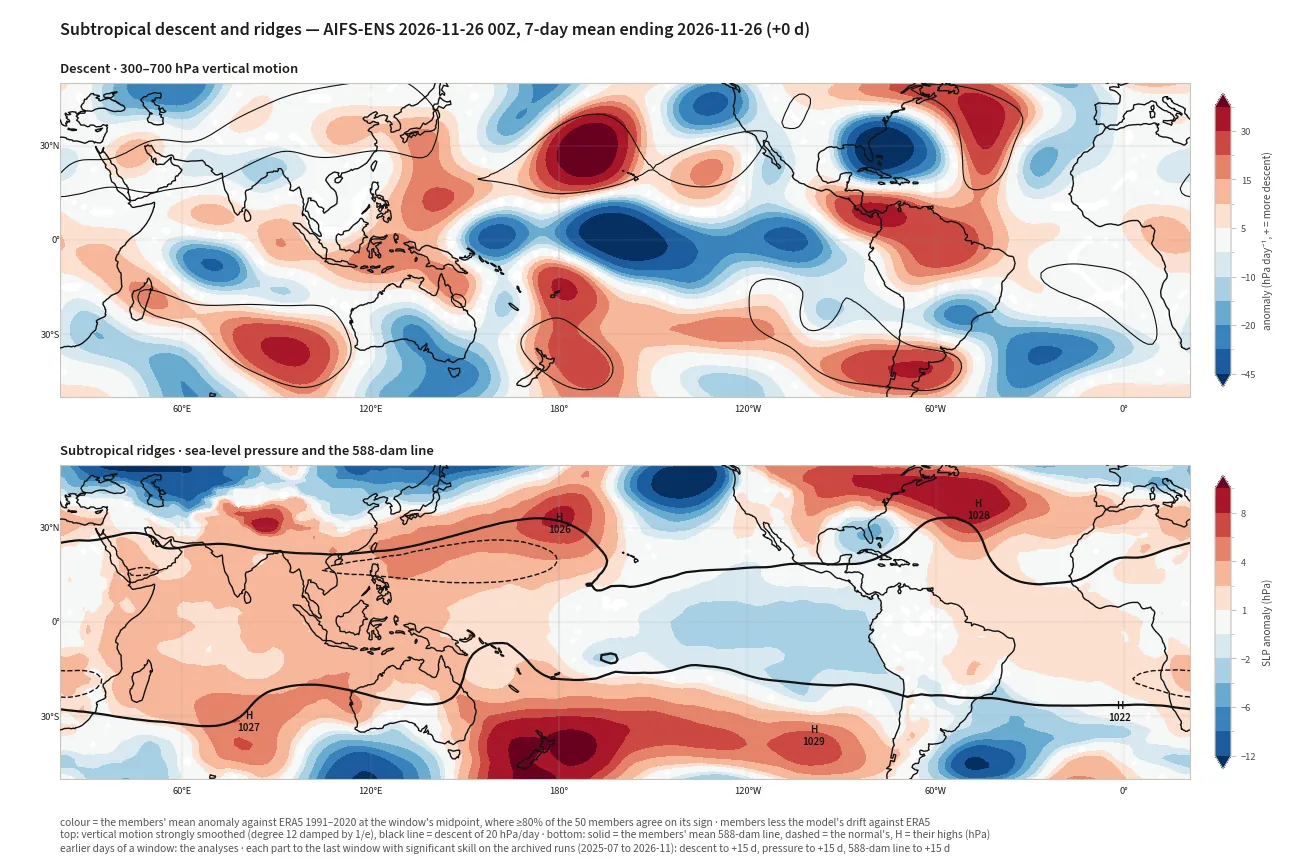 Subtropical descent and ridges — AIFS-ENS 2026-11-26 00Z, 7-day mean ending 2026-11-26 (+0 d)
Descent · 300–700 hPa vertical motion
30°N
0°
30°S
60°E 120°E 180° 120°W 60°W 0°
30
15
5
−10
−20
−45
anomaly (hPa day⁻¹, + = more descent)
Subtropical ridges · sea-level pressure and the 588-dam line
30°N
0°
30°S
H
1026
H
1028
H
1027
H
1029
H
1022
60°E 120°E 180° 120°W 60°W 0°
8
4
1
−2
−6
−12
SLP anomaly (hPa)
colour = the members' mean anomaly against ERA5 1991–2020 at the window's midpoint, where ≥80% of the 50 members agree on its sign · members less the model's drift against ERA5
top: vertical motion strongly smoothed (degree 12 damped by 1/e), black line = descent of 20 hPa/day · bottom: solid = the members' mean 588-dam line, dashed = the normal's, H = their highs (hPa)
earlier days of a window: the analyses · each part to the last window with significant skill on the archived runs (2025-07 to 2026-11): descent to +15 d, pressure to +15 d, 588-dam line to +15 d